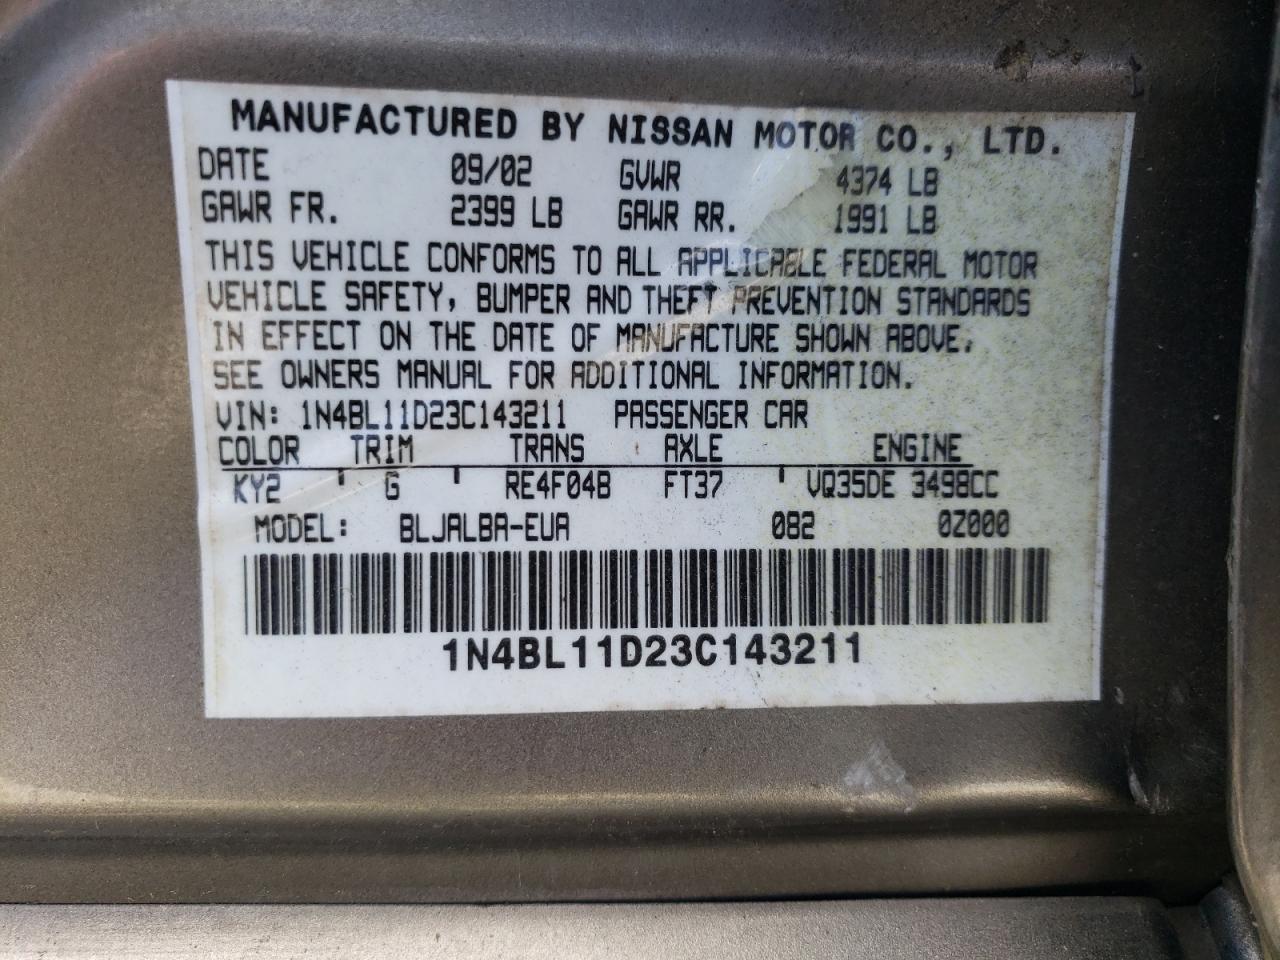 MANUFACTURED BY NISSAN MOTOR CO., LTD.
DATE 09/02 GVWR 4374 LB
GAWR FR. 2399 LB GAWR RR. 1991 LB
THIS VEHICLE CONFORMS TO ALL APPLICABLE FEDERAL MOTOR
VEHICLE SAFETY, BUMPER AND THEFT PREVENTION STANDARDS
IN EFFECT ON THE DATE OF MANUFACTURE SHOWN ABOVE.
SEE OWNERS MANUAL FOR ADDITIONAL INFORMATION.
VIN: 1N4BL11D23C143211 PASSENGER CAR
COLOR TRIM TRANS AXLE ENGINE
KY2 ' G ' RE4F04B FT37 ' VQ35DE 3498CC
MODEL: BLJALBA-EUA 082 0Z000
1N4BL11D23C143211